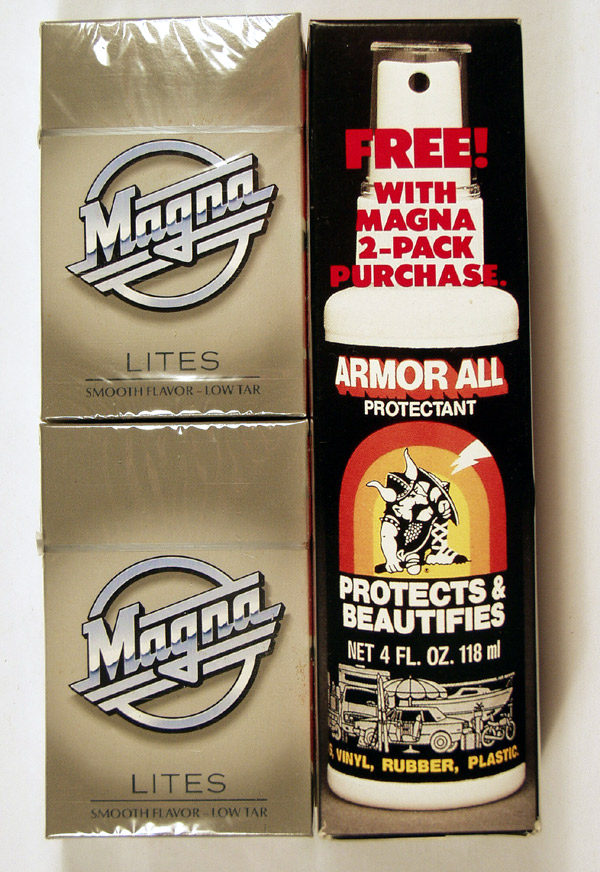 Magna
LITES
SMOOTH FLAVOR - LOW TAR
Magna
LITES
SMOOTH FLAVOR - LOW TAR
FREE!
WITH
MAGNA
2-PACK
PURCHASE.
ARMOR ALL
PROTECTANT
PROTECTS &
BEAUTIFIES
NET 4 FL. OZ. 118 ml
VINYL, RUBBER, PLASTIC.